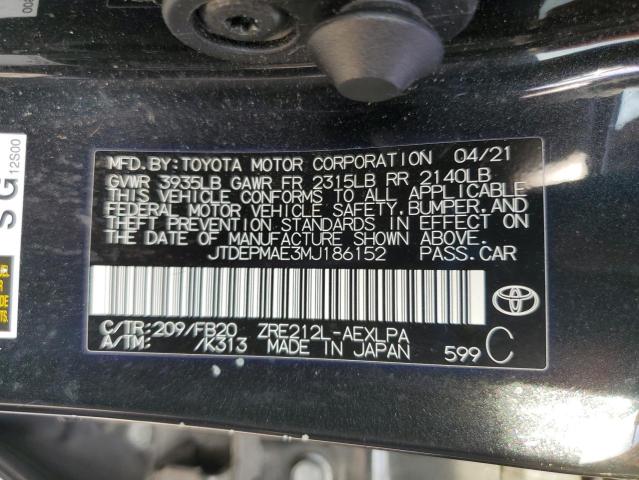 MFD.BY:TOYOTA MOTOR CORPORATION 04/21
GVWR 3935LB GAWR FR 2315LB RR 2140LB
THIS VEHICLE CONFORMS TO ALL APPLICABLE
FEDERAL MOTOR VEHICLE SAFETY,BUMPER,AND
THEFT PREVENTION STANDARDS IN EFFECT
ON THE DATE OF MANUFACTURE SHOWN ABOVE.
JTDEPMAE3MJ186152 PASS.CAR
C/TR:209/FB20 ZRE212L-AEXLPA
A/TM: /K313 MADE IN JAPAN 599 C
SG
12S00